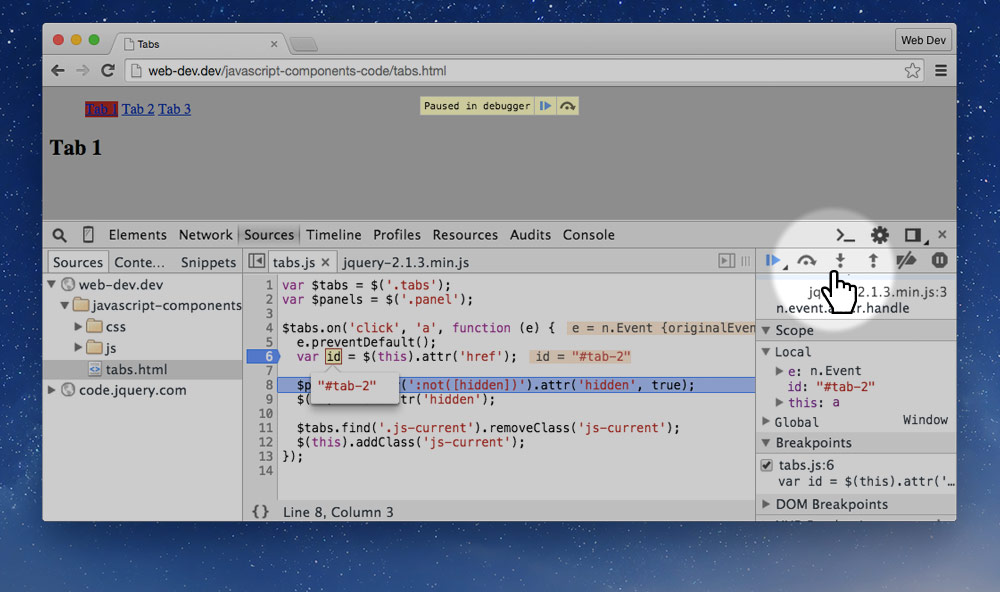 Tabs
Web Dev
web-dev.dev/javascript-components-code/tabs.html
Tab 1 Tab 2 Tab 3
Paused in debugger
Tab 1
Elements Network Sources Timeline Profiles Resources Audits Console
Sources Conte... Snippets
tabs.js jquery-2.1.3.min.js
web-dev.dev
javascript-components
css
js
tabs.html
code.jquery.com
1 var $tabs = $('.tabs');
2 var $panels = $('.panel');
3
4 $tabs.on('click', 'a', function (e) { e = n.Event {originalEven
5 e.preventDefault();
6 var id = $(this).attr('href'); id = "#tab-2"
7
8 $p r(':not([hidden])').attr('hidden', true);
"#tab-2"
9 $( tr('hidden');
10
11 $tabs.find('.js-current').removeClass('js-current');
12 $(this).addClass('js-current');
13 });
14
{} Line 8, Column 3
jq 2.1.3.min.js:3
n.event. r.handle
Scope
Local
e: n.Event
id: "#tab-2"
this: a
Global Window
Breakpoints
tabs.js:6
var id = $(this).attr('...
DOM Breakpoints